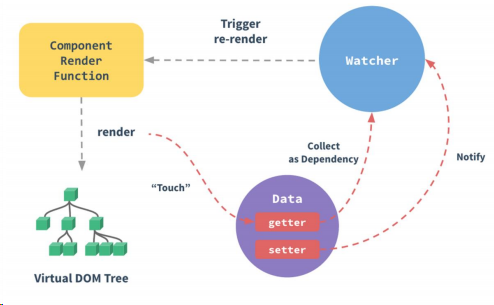 Trigger
re-render
Component
Render
Function
Watcher
render
Collect
as Dependency
Notify
“Touch”
Data
getter
setter
Virtual DOM Tree